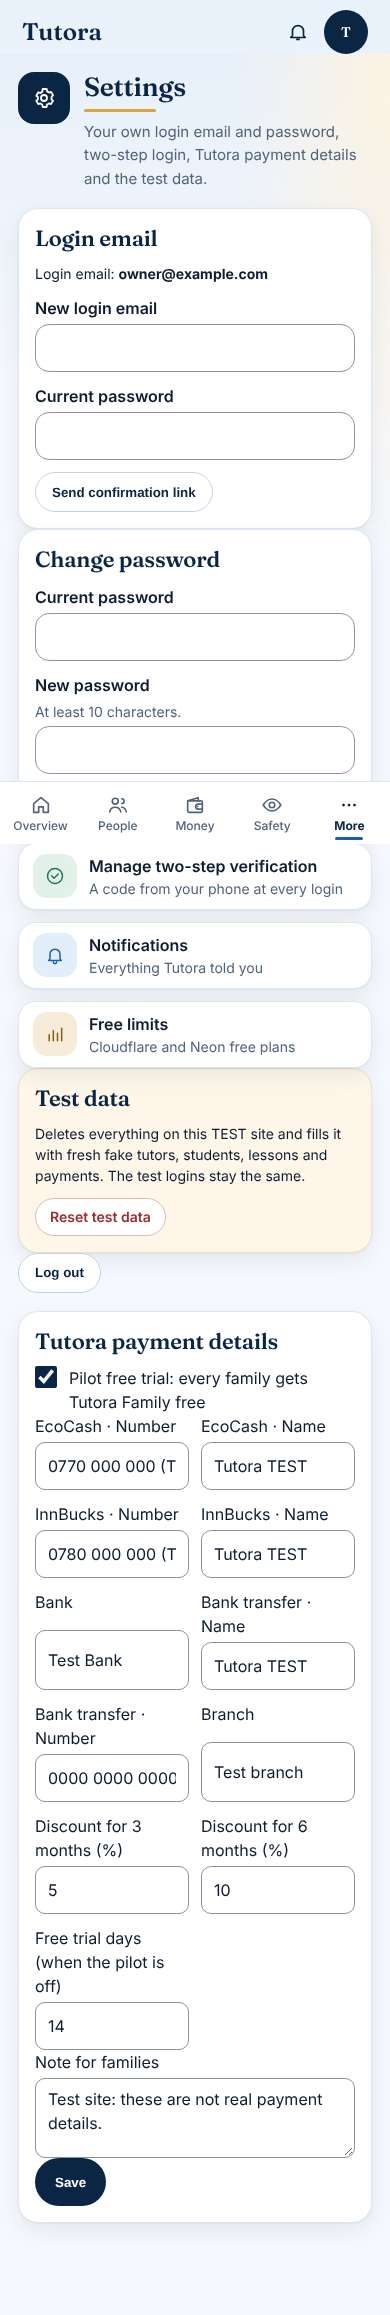 Tutora
T
Settings
Your own login email and password,
two-step login, Tutora payment details
and the test data.
Login email
Login email: owner@example.com
New login email
Current password
Send confirmation link
Change password
Current password
New password
At least 10 characters.
Overview
People
Money
Safety
More
Manage two-step verification
A code from your phone at every login
Notifications
Everything Tutora told you
Free limits
Cloudflare and Neon free plans
Test data
Deletes everything on this TEST site and fills it
with fresh fake tutors, students, lessons and
payments. The test logins stay the same.
Reset test data
Log out
Tutora payment details
Pilot free trial: every family gets
Tutora Family free
EcoCash · Number
EcoCash · Name
0770 000 000 (T
Tutora TEST
InnBucks · Number
InnBucks · Name
0780 000 000 (T
Tutora TEST
Bank
Bank transfer ·
Name
Test Bank
Tutora TEST
Bank transfer ·
Number
Branch
0000 0000 0000
Test branch
Discount for 3
months (%)
Discount for 6
months (%)
5
10
Free trial days
(when the pilot is
off)
14
Note for families
Test site: these are not real payment
details.
Save